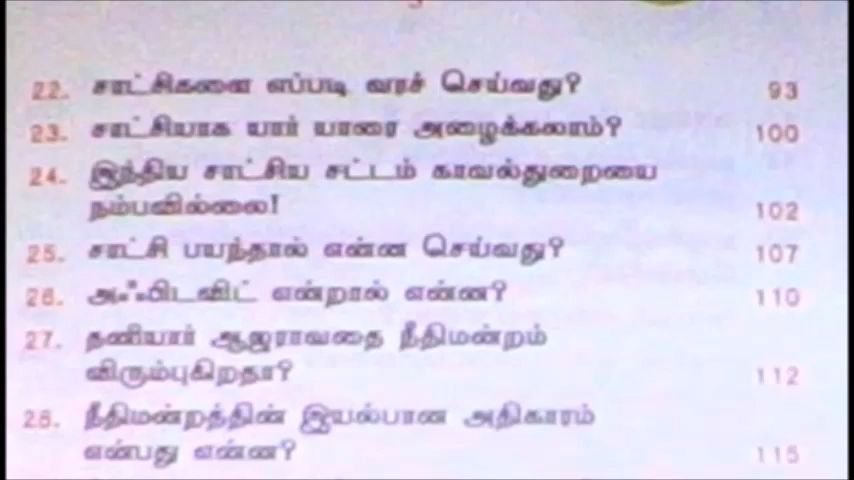 22. சாட்சிகளை எப்படி வரச் செய்வது? 93
23. சாட்சியாக யார் யாரை அழைக்கலாம்? 100
24. இந்திய சாட்சிய சட்டம் காவல்துறையை
நம்பவில்லை! 102
25. சாட்சி பயந்தால் என்ன செய்வது? 107
26. அஃபிடவிட் என்றால் என்ன? 110
27. தனியார் ஆஜராவதை நீதிமன்றம்
விரும்புகிறதா? 112
28. நீதிமன்றத்தின் இயல்பான அதிகாரம்
என்பது என்ன? 115